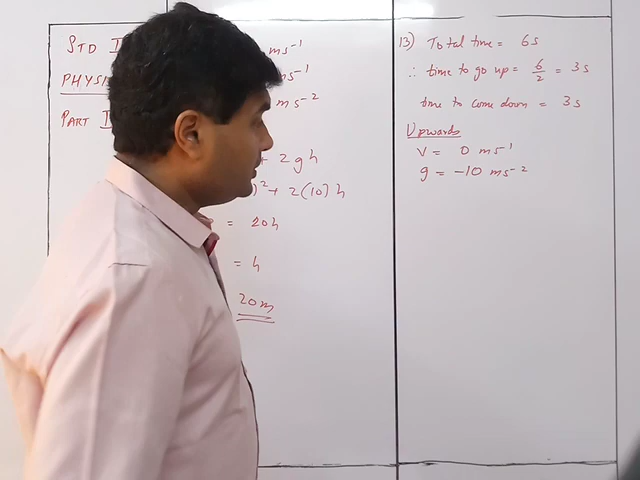 STD
PHYSI
PART
ms⁻¹
ms⁻¹
ms⁻²
+ 2gh
)² + 2(10)h
= 20h
= h
20m
13) Total time = 6s
∴ time to go up = 6/2 = 3s
time to come down = 3s
Upwards
v = 0 ms⁻¹
g = -10 ms⁻²